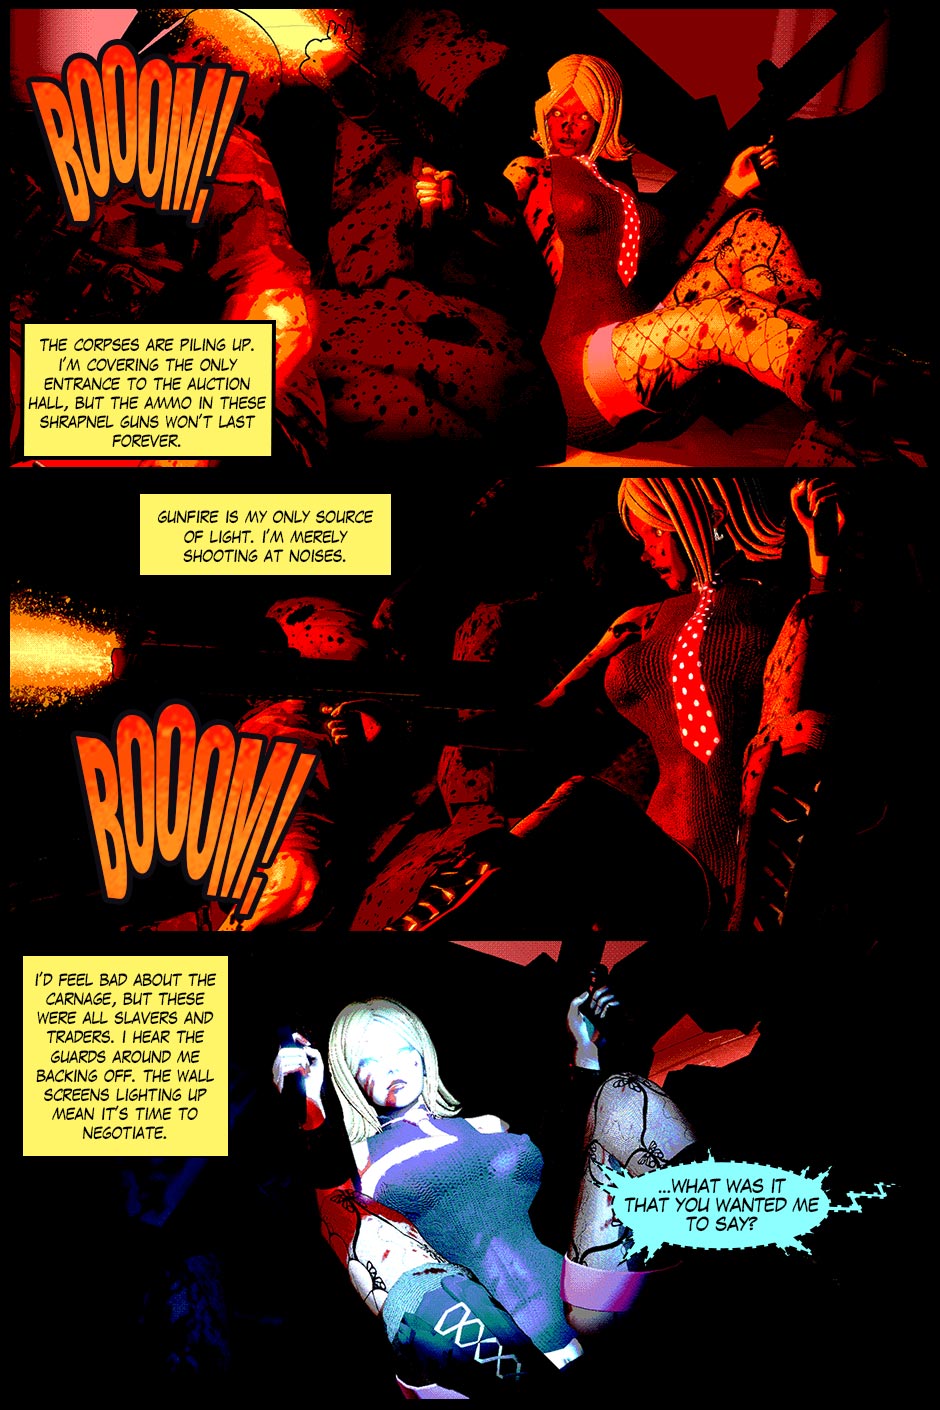 BOOOM!!
THE CORPSES ARE PILING UP.
I'M COVERING THE ONLY
ENTRANCE TO THE AUCTION
HALL, BUT THE AMMO IN THESE
SHRAPNEL GUNS WON'T LAST
FOREVER.
GUNFIRE IS MY ONLY SOURCE
OF LIGHT. I'M MERELY
SHOOTING AT NOISES.
BOOOM!!
I'D FEEL BAD ABOUT THE
CARNAGE, BUT THESE
WERE ALL SLAVERS AND
TRADERS. I HEAR THE
GUARDS AROUND ME
BACKING OFF. THE WALL
SCREENS LIGHTING UP
MEAN IT'S TIME TO
NEGOTIATE.
...WHAT WAS IT
THAT YOU WANTED ME
TO SAY?